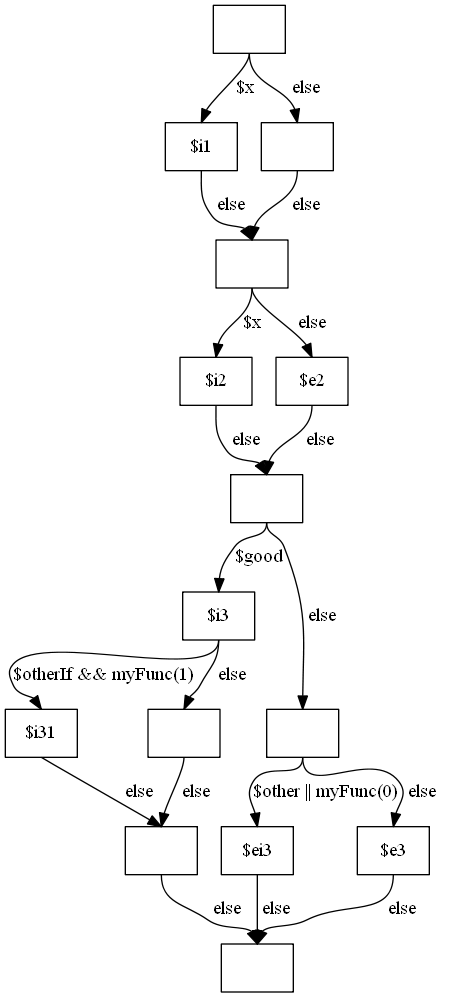 $x
else
$i1
else
else
$x
else
$i2
$e2
else
else
$good
$i3
else
$otherIf && myFunc(1)
else
$i31
else
else
$other || myFunc(0)
else
$ei3
$e3
else
else
else